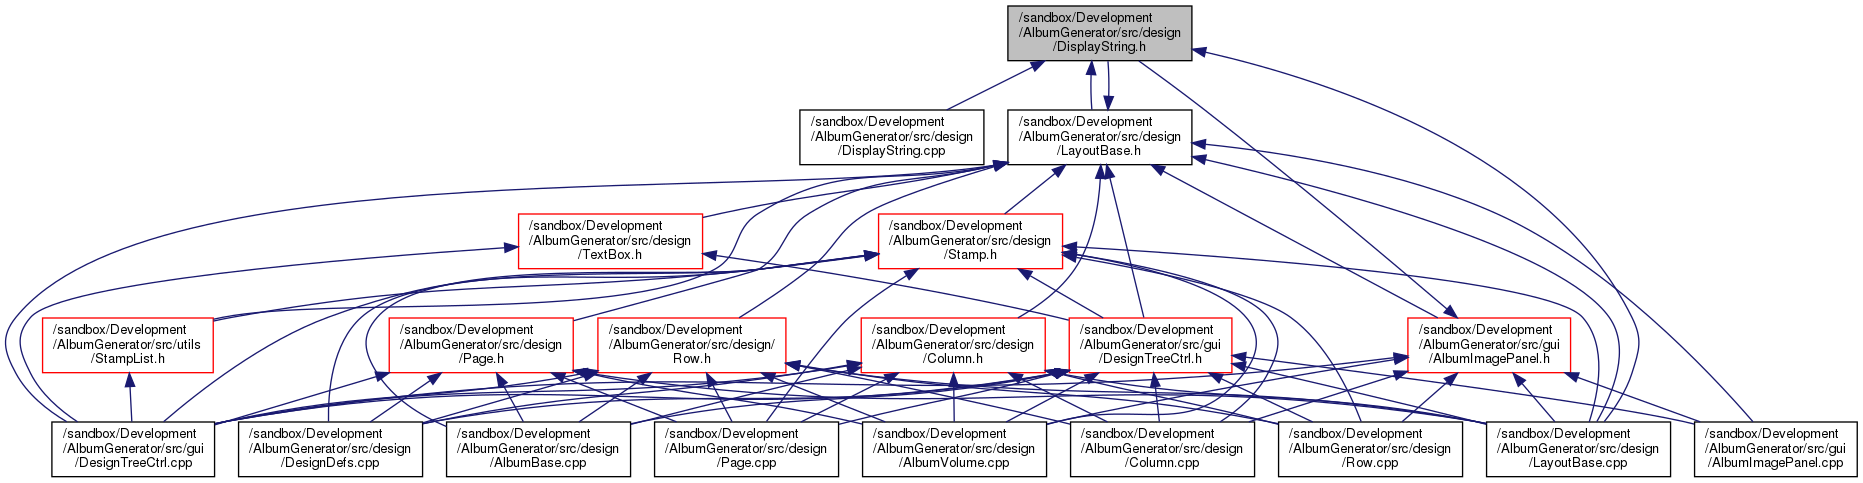 /sandbox/Development
/AlbumGenerator/src/design
/DisplayString.h
/sandbox/Development
/AlbumGenerator/src/design
/DisplayString.cpp
/sandbox/Development
/AlbumGenerator/src/design
/LayoutBase.h
/sandbox/Development
/AlbumGenerator/src/design
/TextBox.h
/sandbox/Development
/AlbumGenerator/src/design
/Stamp.h
/sandbox/Development
/AlbumGenerator/src/utils
/StampList.h
/sandbox/Development
/AlbumGenerator/src/design
/Page.h
/sandbox/Development
/AlbumGenerator/src/design/
Row.h
/sandbox/Development
/AlbumGenerator/src/design
/Column.h
/sandbox/Development
/AlbumGenerator/src/gui
/DesignTreeCtrl.h
/sandbox/Development
/AlbumGenerator/src/gui
/AlbumImagePanel.h
/sandbox/Development
/AlbumGenerator/src/gui
/DesignTreeCtrl.cpp
/sandbox/Development
/AlbumGenerator/src/design
/DesignDefs.cpp
/sandbox/Development
/AlbumGenerator/src/design
/AlbumBase.cpp
/sandbox/Development
/AlbumGenerator/src/design
/Page.cpp
/sandbox/Development
/AlbumGenerator/src/design
/AlbumVolume.cpp
/sandbox/Development
/AlbumGenerator/src/design
/Column.cpp
/sandbox/Development
/AlbumGenerator/src/design
/Row.cpp
/sandbox/Development
/AlbumGenerator/src/design
/LayoutBase.cpp
/sandbox/Development
/AlbumGenerator/src/gui
/AlbumImagePanel.cpp